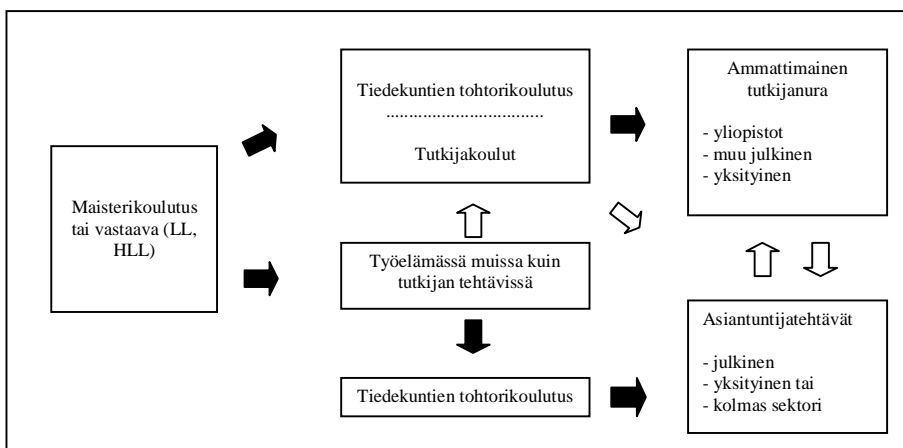 Maisterikoulutus
tai vastaava (LL,
HLL)
Tiedekuntien tohtorikoulutus
..................................
Tutkijakoulut
Työelämässä muissa kuin
tutkijan tehtävissä
Tiedekuntien tohtorikoulutus
Ammattimainen
tutkijanura
- yliopistot
- muu julkinen
- yksityinen
Asiantuntijatehtävät
- julkinen
- yksityinen tai
- kolmas sektori